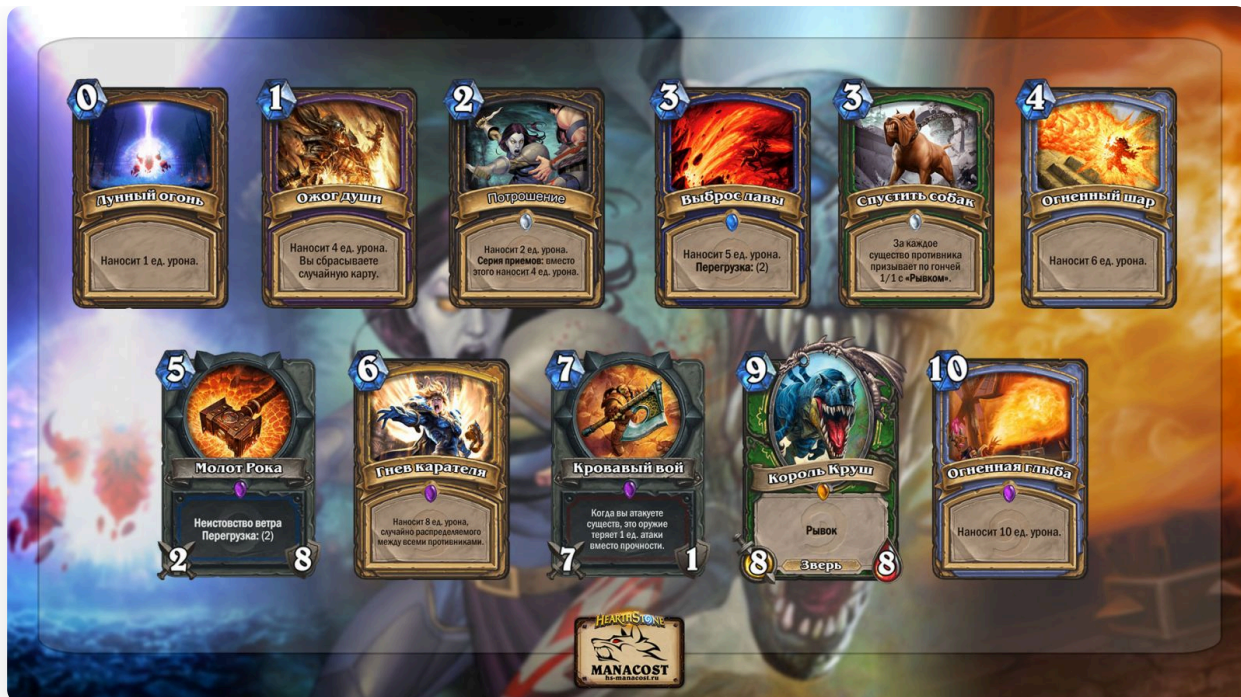 0
Лунный огонь
Наносит 1 ед. урона.
1
Ожог души
Наносит 4 ед. урона.
Вы сбрасываете
случайную карту.
2
Потрошение
Наносит 2 ед. урона.
Серия приемов: вместо
этого наносит 4 ед. урона.
3
Выброс лавы
Наносит 5 ед. урона.
Перегрузка: (2)
3
Спустить собак
За каждое
существо противника
призывает по гончей
1/1 с «Рывком».
4
Огненный шар
Наносит 6 ед. урона.
5
Молот Рока
Неистовство ветра
Перегрузка: (2)
2 8
6
Гнев карателя
Наносит 8 ед. урона,
случайно распределяемого
между всеми противниками.
7
Кровавый вой
Когда вы атакуете
существ, это оружие
теряет 1 ед. атаки
вместо прочности.
7 1
9
Король Круш
Рывок
8 Зверь 8
10
Огненная глыба
Наносит 10 ед. урона.
HEARTHSTONE
MANACOST
hs-manacost.ru